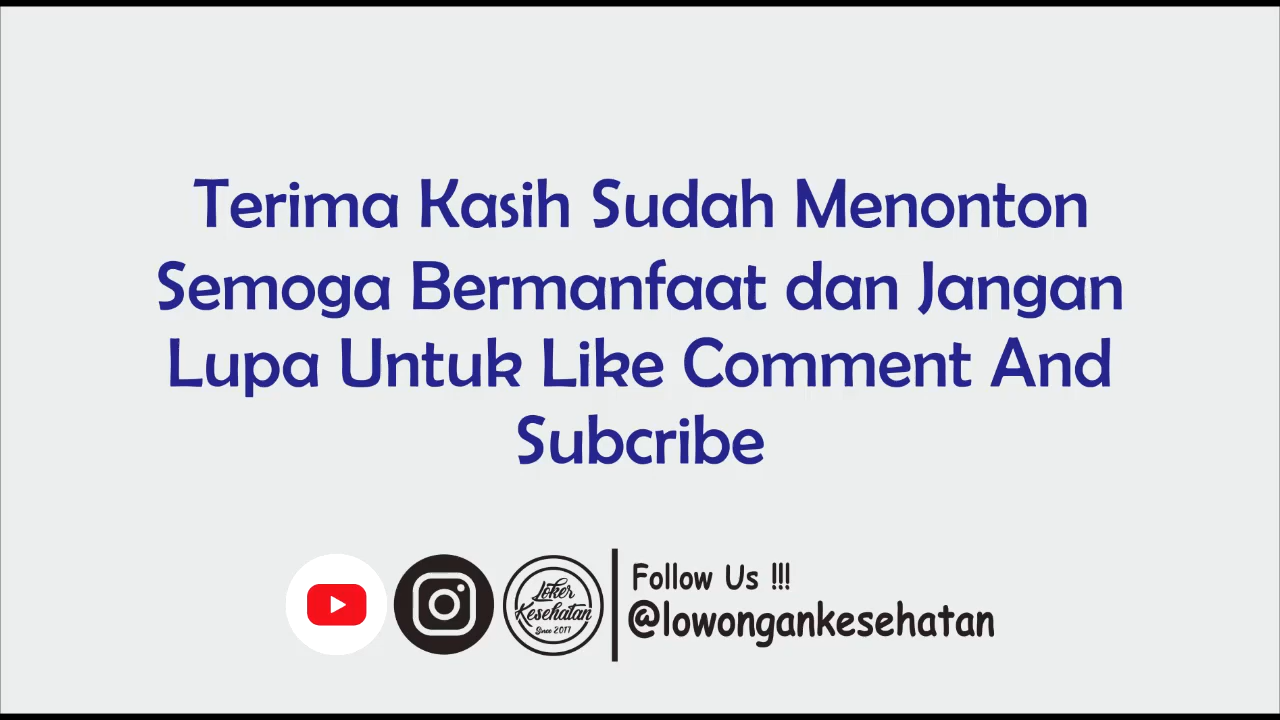 Terima Kasih Sudah Menonton
Semoga Bermanfaat dan Jangan
Lupa Untuk Like Comment And
Subcribe
Loker
Kesehatan
Since 2017
Follow Us !!!
@lowongankesehatan